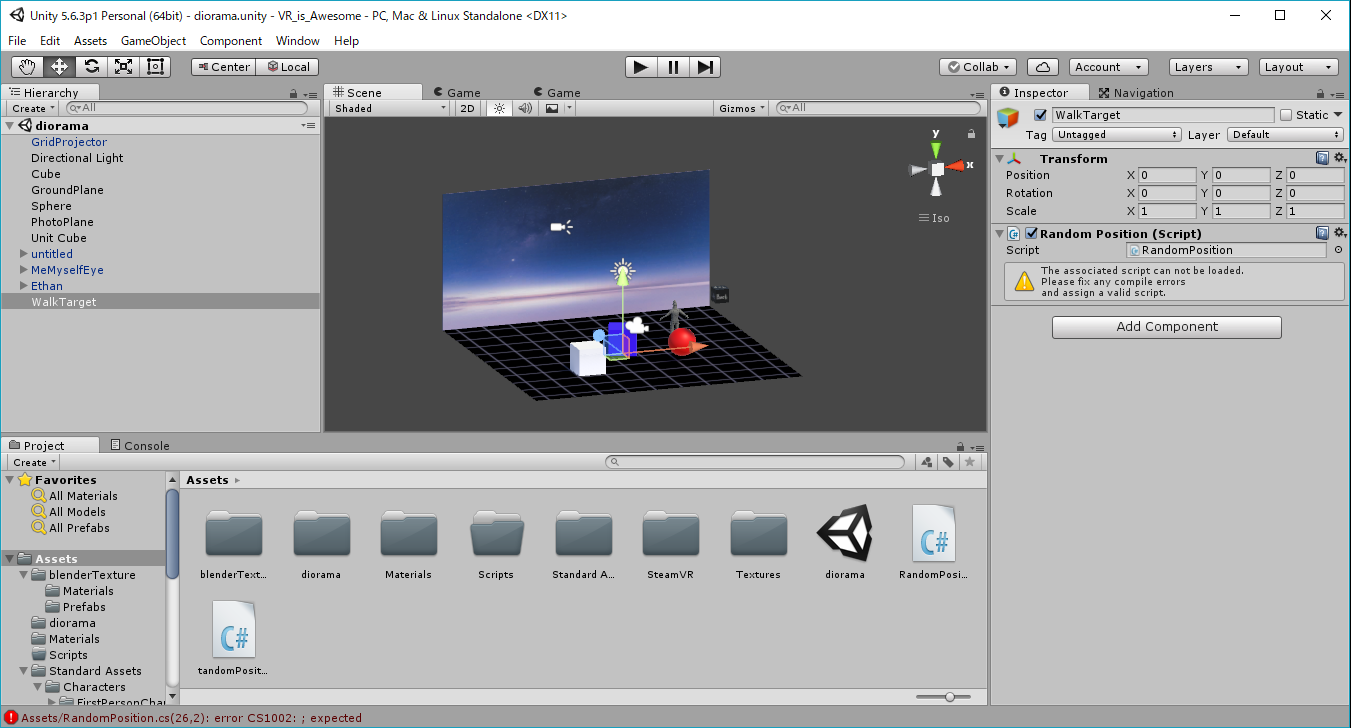 Unity 5.6.3p1 Personal (64bit) - diorama.unity - VR_is_Awesome - PC, Mac & Linux Standalone <DX11>
File Edit Assets GameObject Component Window Help
Center Local Collab Account Layers Layout
Hierarchy
Create All
diorama
GridProjector
Directional Light
Cube
GroundPlane
Sphere
PhotoPlane
Unit Cube
untitled
MeMyselfEye
Ethan
WalkTarget
Scene Game Game
Shaded 2D Gizmos All
y
x
Iso
Inspector Navigation
WalkTarget Static
Tag Untagged Layer Default
Transform
Position X 0 Y 0 Z 0
Rotation X 0 Y 0 Z 0
Scale X 1 Y 1 Z 1
Random Position (Script)
Script RandomPosition
The associated script can not be loaded.
Please fix any compile errors
and assign a valid script.
Add Component
Project Console
Create
Favorites
All Materials
All Models
All Prefabs
Assets
blenderTexture
Materials
Prefabs
diorama
Materials
Scripts
Standard Assets
Characters
FirstPersonChar
Assets
C#
blenderText... diorama Materials Scripts Standard A... SteamVR Textures diorama RandomPosi...
C#
tandomPosit...
Assets/RandomPosition.cs(26,2): error CS1002: ; expected